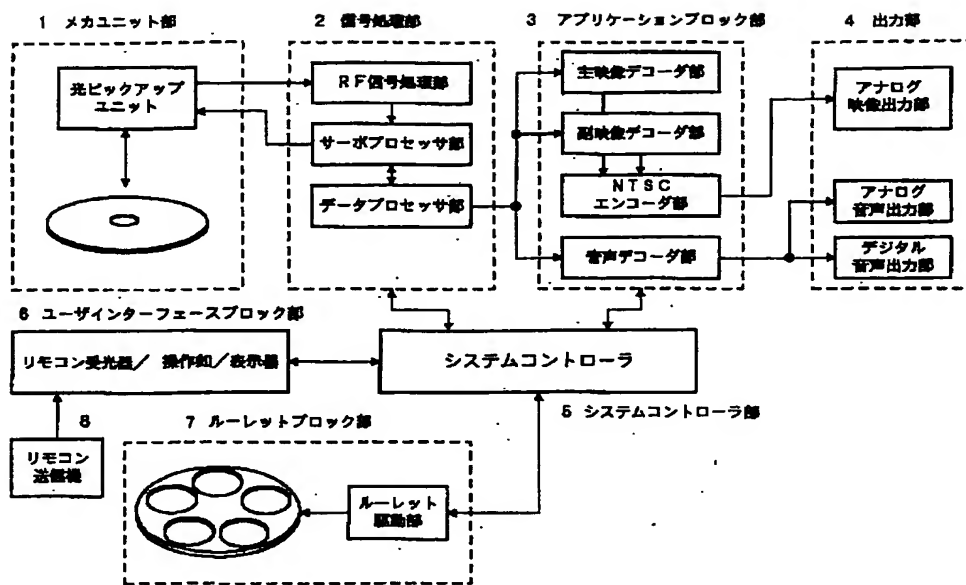 1 メカユニット部
2 信号処理部
3 アプリケーションブロック部
4 出力部
光ピックアップ
ユニット
RF信号処理部
サーボプロセッサ部
データプロセッサ部
主映像デコーダ部
副映像デコーダ部
NTSC
エンコーダ部
音声デコーダ部
アナログ
映像出力部
アナログ
音声出力部
デジタル
音声出力部
6 ユーザインターフェースブロック部
リモコン受光器/ 操作卸/表示器
システムコントローラ
5 システムコントローラ部
8
リモコン
送信機
7 ルーレットブロック部
ルーレット
駆動部